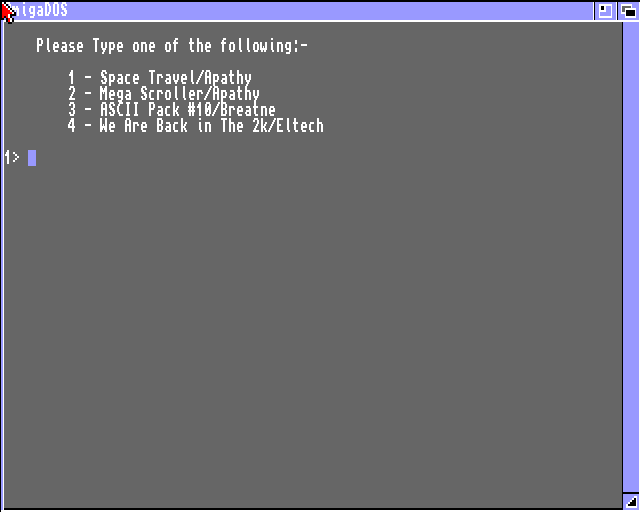 migaDOS
Please Type one of the following:-
1 - Space Travel/Apathy
2 - Mega Scroller/Apathy
3 - ASCII Pack #10/Breatne
4 - We Are Back in The 2k/Eltech
1>